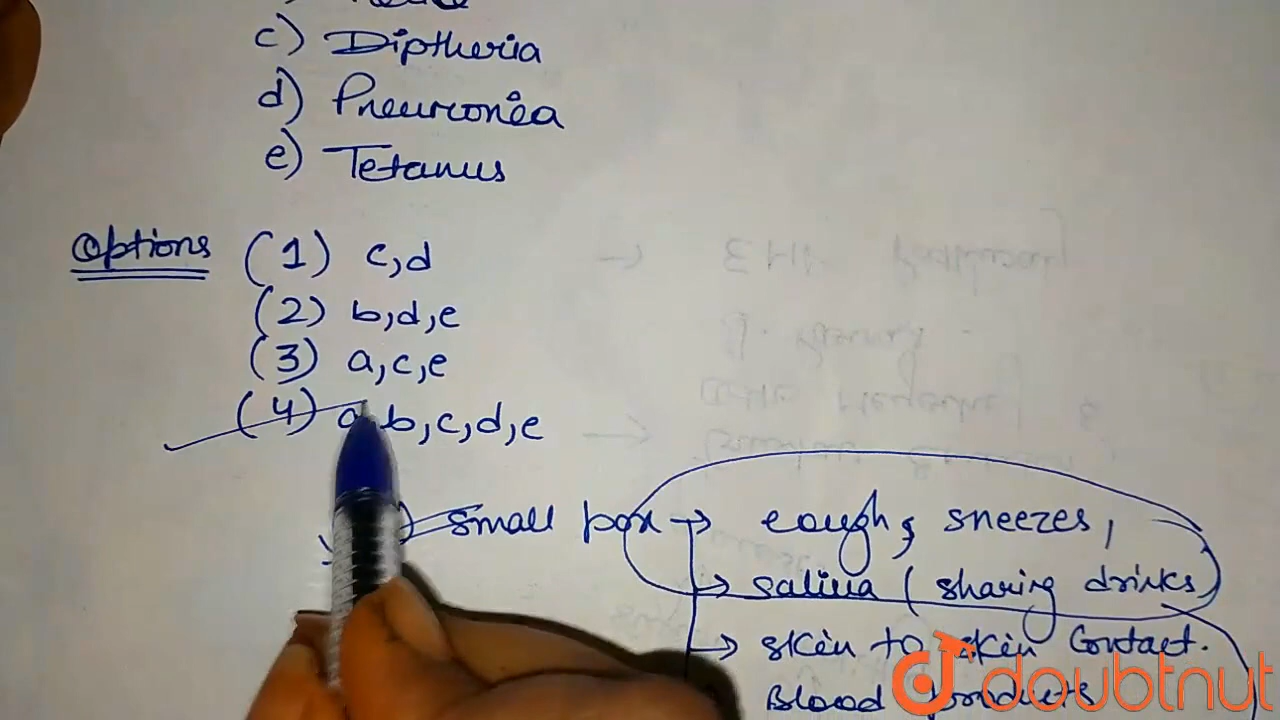 c) Diptheria
d) Pneumonia
e) Tetanus
Options (1) c,d
(2) b,d,e
(3) a,c,e
(4) a,b,c,d,e
small pox → cough, sneezes,
→ saliva ( sharing drinks)
→ skin to skin Contact.
Blood products
doubtnut